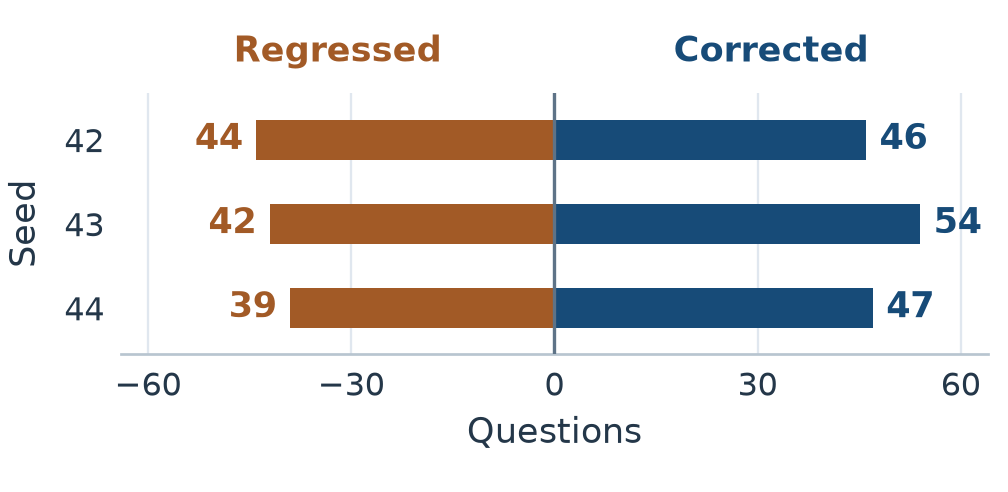 Regressed Corrected
42 44 46
43 42 54
44 39 47
Seed
−60 −30 0 30 60
Questions